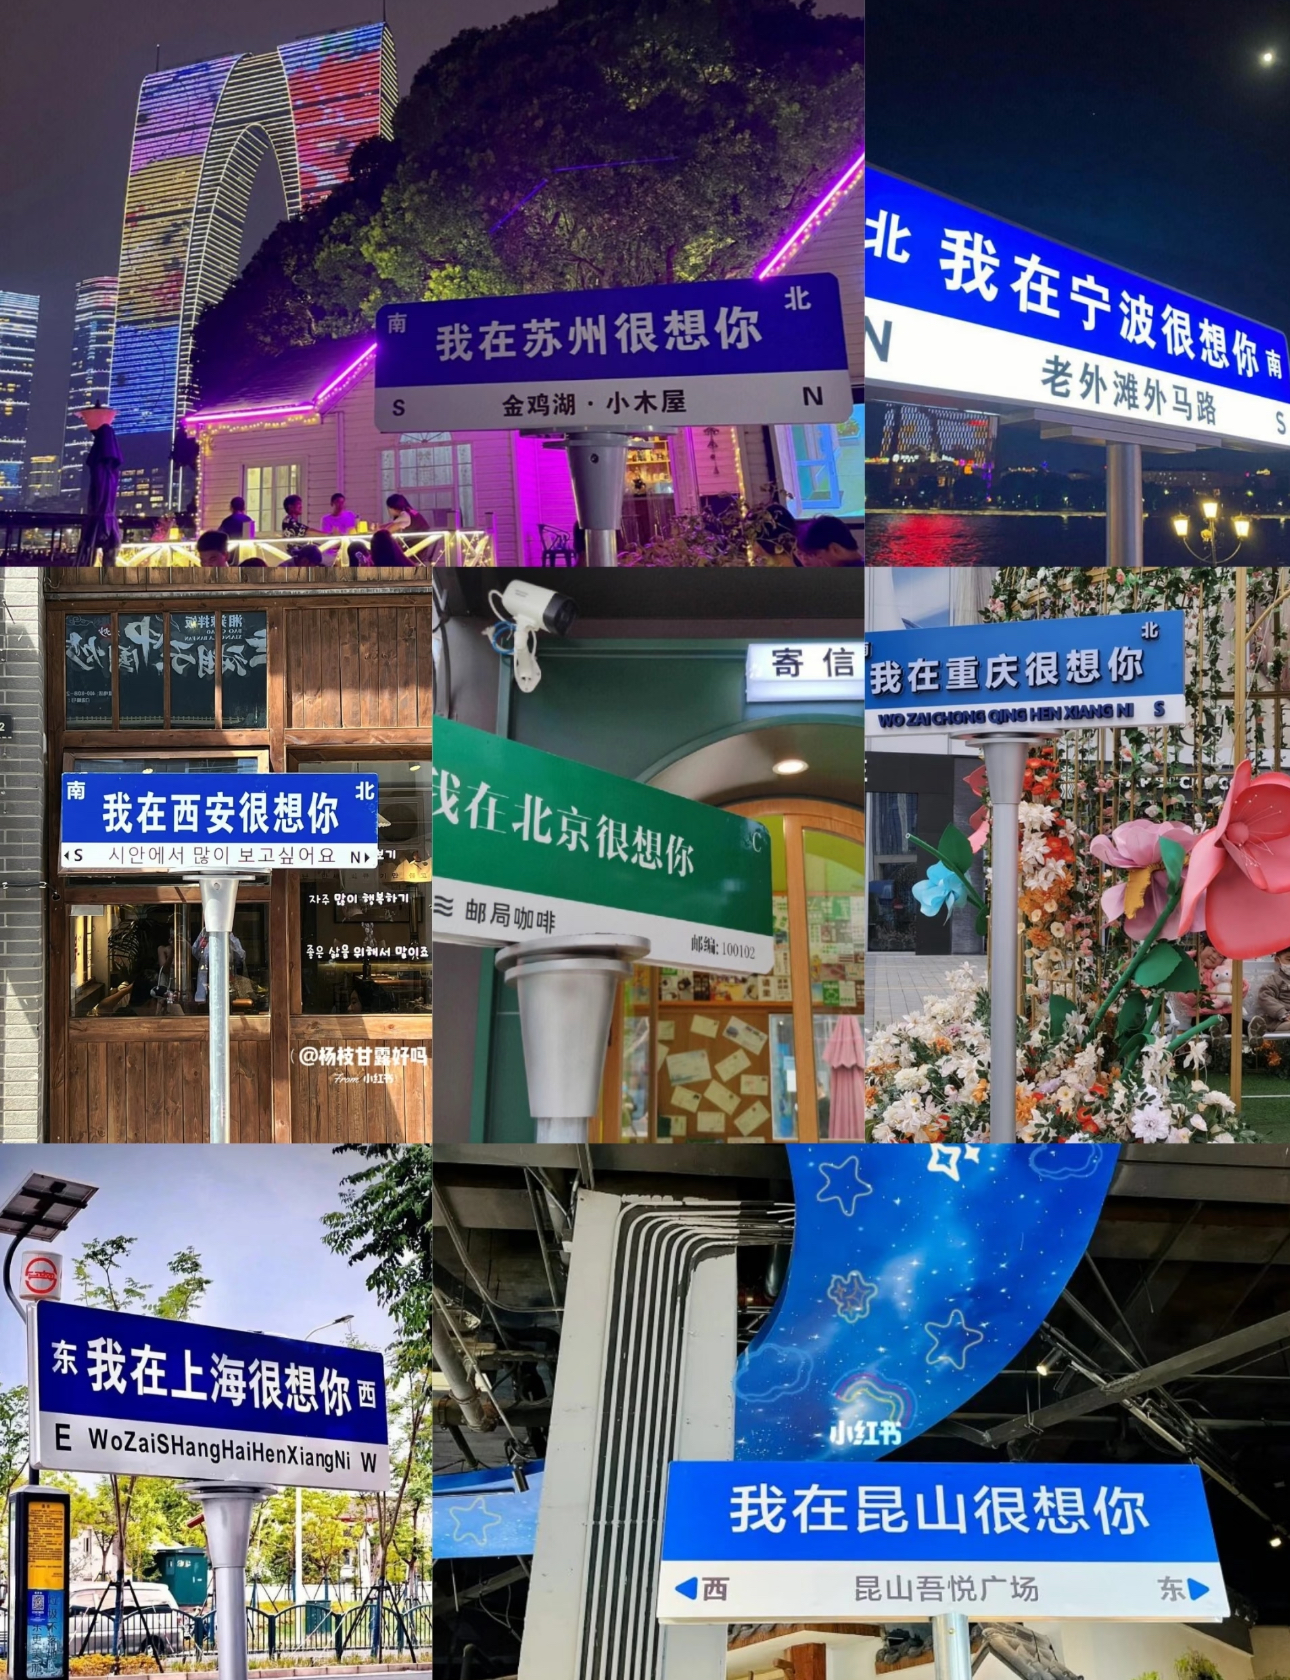 南
北
我在苏州很想你
S
金鸡湖·小木屋
N
北
我在宁波很想你
南
N
老外滩外马路
S
南
北
我在西安很想你
S
시안에서 많이 보고싶어요
N
자주 많이 행복하기
좋은 삶을 위해서 많이죠
@杨枝甘露好吗
From 小红书
寄信
我在北京很想你
邮局咖啡
邮编:100102
北
我在重庆很想你
WO ZAI CHONG QING HEN XIANG NI
S
东
我在上海很想你
西
E
WoZaiSHangHaiHenXiangNi
W
小红书
我在昆山很想你
西
昆山吾悦广场
东